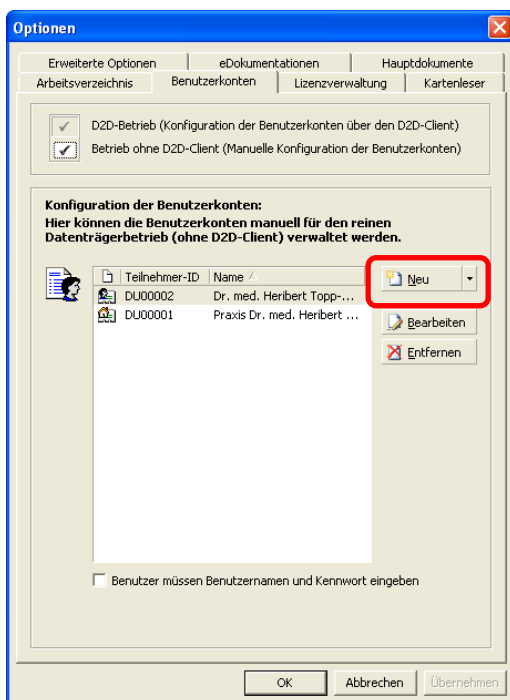 Optionen
Erweiterte Optionen eDokumentationen Hauptdokumente
Arbeitsverzeichnis Benutzerkonten Lizenzverwaltung Kartenleser
D2D-Betrieb (Konfiguration der Benutzerkonten über den D2D-Client)
Betrieb ohne D2D-Client (Manuelle Konfiguration der Benutzerkonten)
Konfiguration der Benutzerkonten:
Hier können die Benutzerkonten manuell für den reinen
Datenträgerbetrieb (ohne D2D-Client) verwaltet werden.
Teilnehmer-ID Name
DU00002 Dr. med. Heribert Topp-...
DU00001 Praxis Dr. med. Heribert ...
Neu
Bearbeiten
Entfernen
Benutzer müssen Benutzernamen und Kennwort eingeben
OK Abbrechen Übernehmen